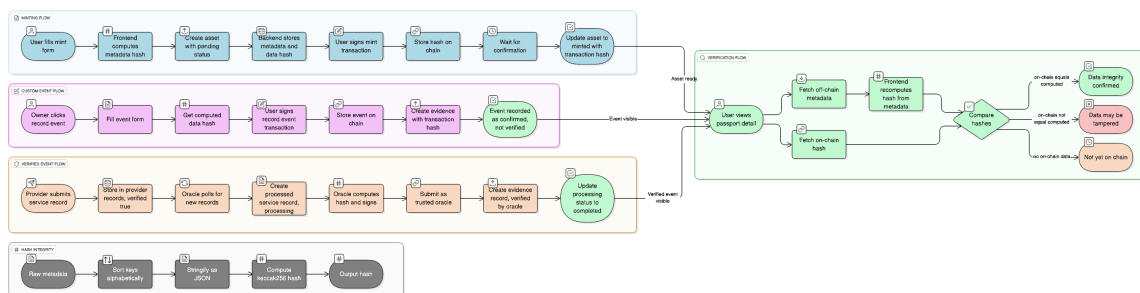 MINTING FLOW
User fills mint
form
Frontend
computes
metadata hash
Create asset
with pending
status
Backend stores
metadata and
data hash
User signs mint
transaction
Store hash on
chain
Wait for
confirmation
Update asset to
minted with
transaction hash
Asset ready
CUSTOM EVENT FLOW
Owner clicks
record event
Fill event form
Get computed
data hash
User signs
record event
transaction
Store event on
chain
Create evidence
with transaction
hash
Event recorded
as confirmed,
not verified
Event visible
VERIFIED EVENT FLOW
Provider submits
service record
Store in provider
records, verified
true
Oracle polls for
new records
Create
processed
service record,
processing
Oracle computes
hash and signs
Submit as
trusted oracle
Create evidence
record, verified
by oracle
Update
processing
status to
completed
Verified event
visible
VERIFICATION FLOW
User views
passport detail
Fetch off-chain
metadata
Frontend
recomputes
hash from
metadata
Fetch on-chain
hash
Compare
hashes
on-chain equals
computed
Data integrity
confirmed
on-chain not
equal computed
Data may be
tampered
no on-chain data
Not yet on chain
HASH INTEGRITY
Raw metadata
Sort keys
alphabetically
Stringify as
JSON
Compute
keccak256 hash
Output hash